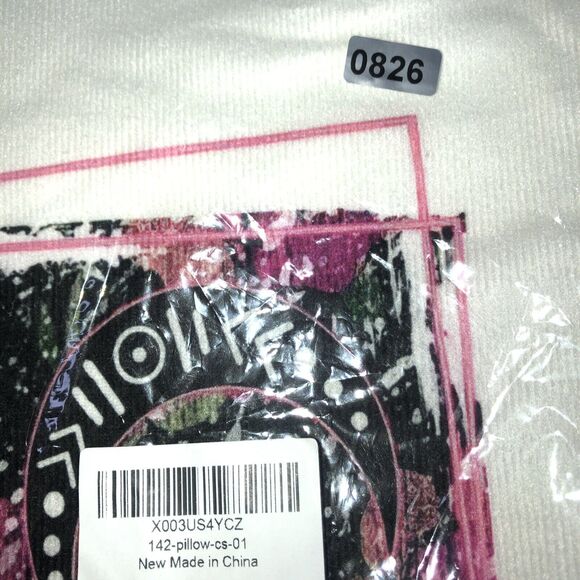 0826
X003US4YCZ
142-pillow-cs-01
New Made in China